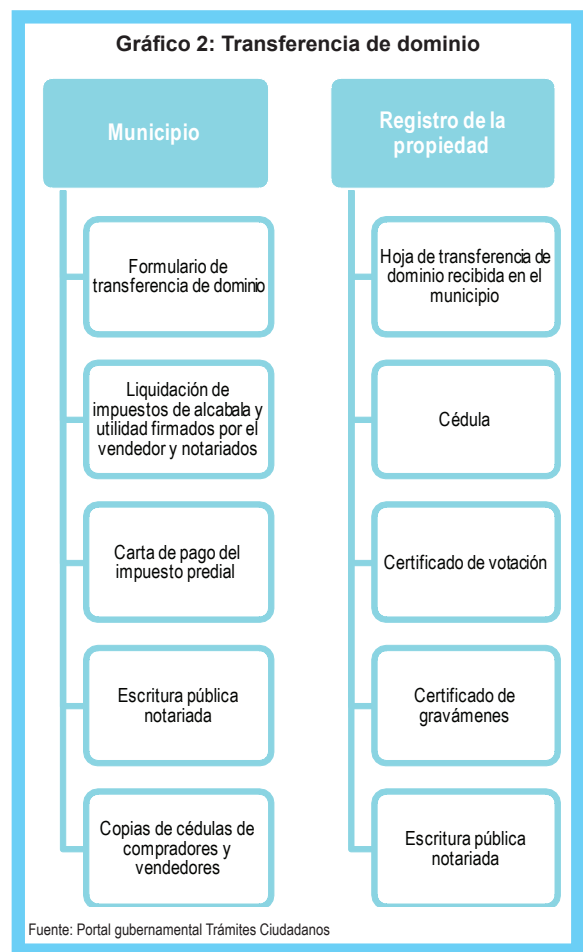 Gráfico 2: Transferencia de dominio
Municipio
Formulario de
transferencia de dominio
Liquidación de
impuestos de alcabala y
utilidad firmados por el
vendedor y notariados
Carta de pago del
impuesto predial
Escritura pública
notariada
Copias de cédulas de
compradores y
vendedores
Registro de la
propiedad
Hoja de transferencia de
dominio recibida en el
municipio
Cédula
Certificado de votación
Certificado de
gravámenes
Escritura pública
notariada
Fuente: Portal gubernamental Trámites Ciudadanos